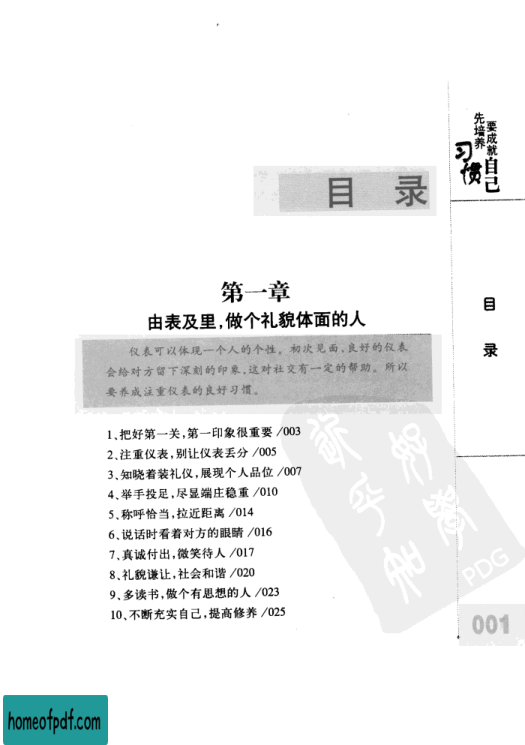 要成就自己
先培养
习惯
目 录
第一章
由表及里,做个礼貌体面的人
仪表可以体现一个人的个性。初次见面,良好的仪表
会给对方留下深刻的印象,这对社交有一定的帮助。所以
要养成注重仪表的良好习惯。
目
录
1、把好第一关,第一印象很重要 /003
2、注重仪表,别让仪表丢分 /005
3、知晓着装礼仪,展现个人品位 /007
4、举手投足,尽显端庄稳重 /010
5、称呼恰当,拉近距离 /014
6、说话时看着对方的眼睛 /016
7、真诚付出,微笑待人 /017
8、礼貌谦让,社会和谐 /020
9、多读书,做个有思想的人 /023
10、不断充实自己,提高修养 /025
PDG
001
homeofpdf.com